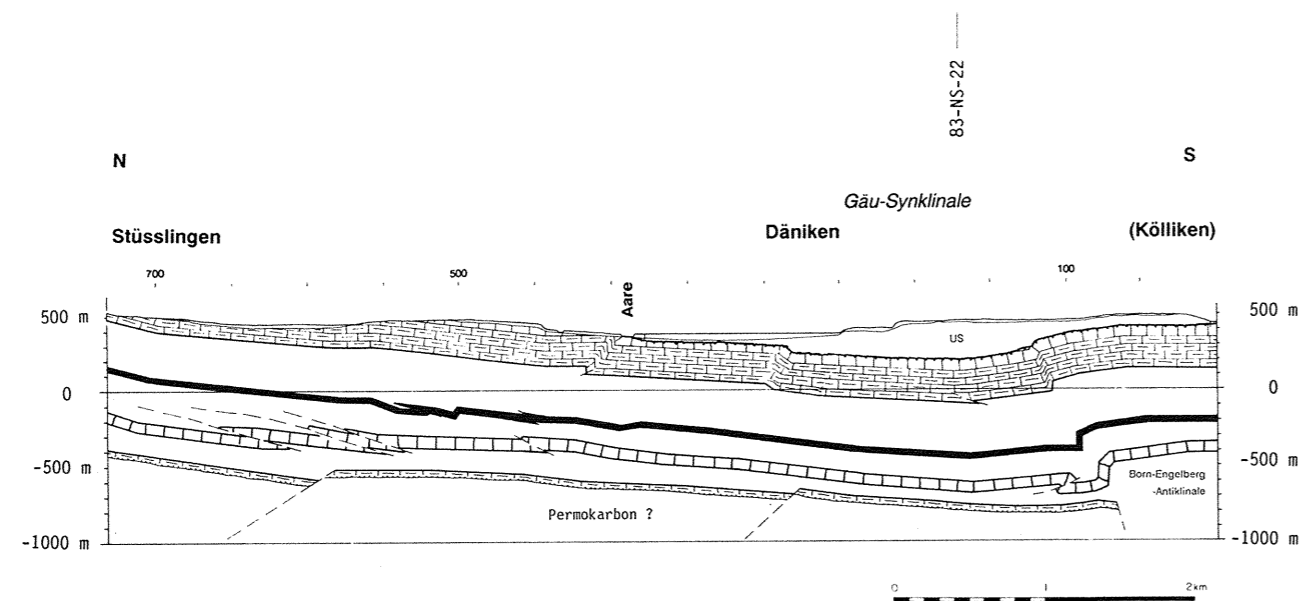 83-NS-22
N
S
Gäu-Synklinale
Stüsslingen
Däniken
(Kölliken)
700
500
Aare
100
500 m
500 m
US
0
0
-500 m
-500 m
Born-Engelberg
-Antiklinale
Permokarbon ?
-1000 m
-1000 m
0
1
2km